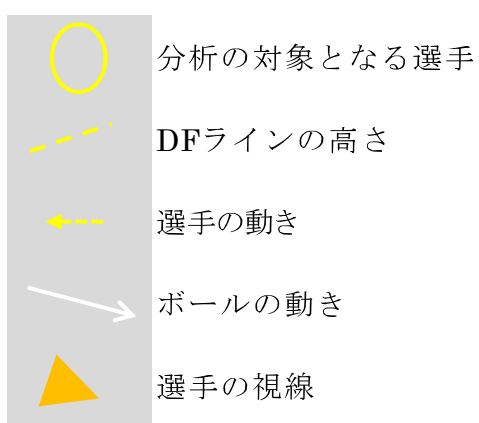 分析の対象となる選手
DFラインの高さ
選手の動き
ボールの動き
選手の視線